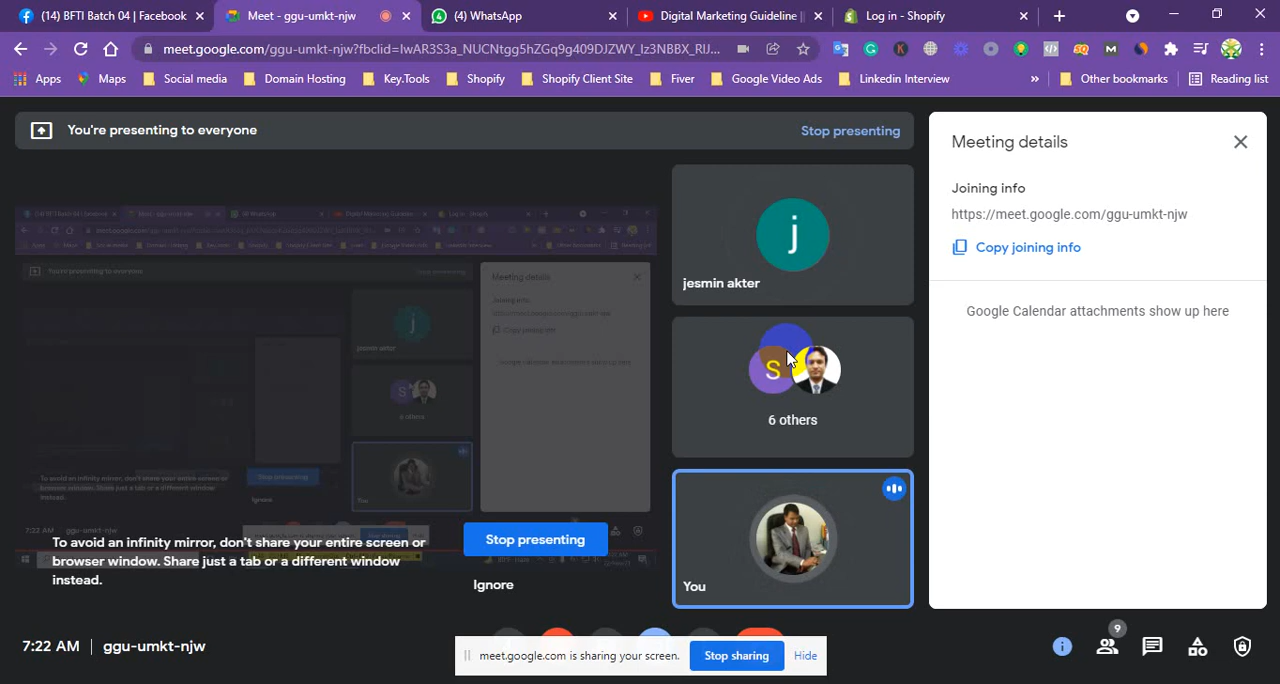 (14) BFTI Batch 04 | Facebook
Meet - ggu-umkt-njw
(4) WhatsApp
Digital Marketing Guideline |
Log in - Shopify
meet.google.com/ggu-umkt-njw?fbclid=IwAR3S3a_NUCNtgg5hZGq9g409DJZWY_Iz3NBBX_RIJ...
Apps
Maps
Social media
Domain Hosting
Key.Tools
Shopify
Shopify Client Site
Fiver
Google Video Ads
Linkedin Interview
»
Other bookmarks
Reading list
You're presenting to everyone
Stop presenting
Meeting details
Joining info
https://meet.google.com/ggu-umkt-njw
Copy joining info
Google Calendar attachments show up here
j
jesmin akter
S
6 others
You
To avoid an infinity mirror, don't share your entire screen or
browser window. Share just a tab or a different window
instead.
Stop presenting
Ignore
7:22 AM | ggu-umkt-njw
meet.google.com is sharing your screen.
Stop sharing
Hide
9